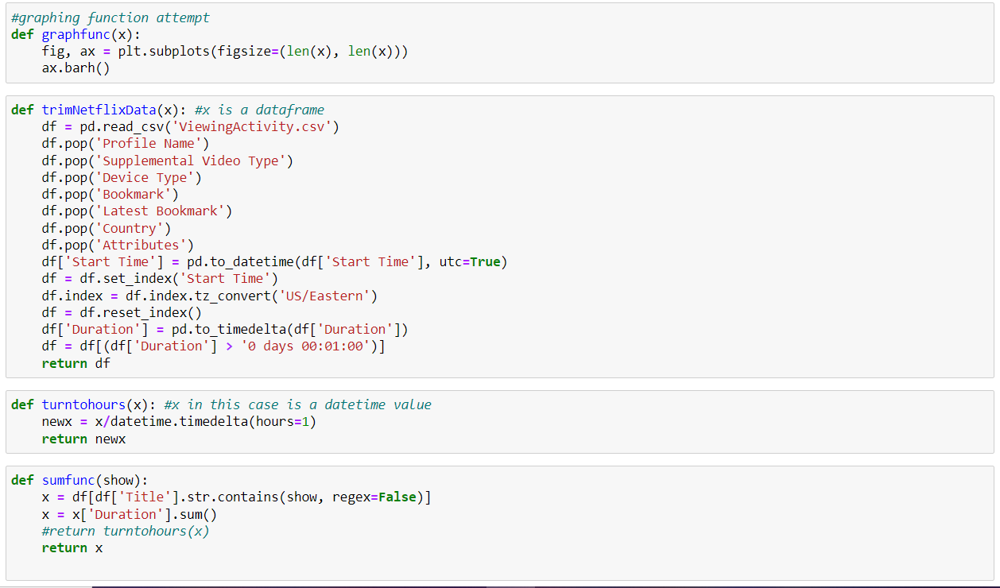 #graphing function attempt
def graphfunc(x):
    fig, ax = plt.subplots(figsize=(len(x), len(x)))
    ax.barh()
def trimNetflixData(x): #x is a dataframe
    df = pd.read_csv('ViewingActivity.csv')
    df.pop('Profile Name')
    df.pop('Supplemental Video Type')
    df.pop('Device Type')
    df.pop('Bookmark')
    df.pop('Latest Bookmark')
    df.pop('Country')
    df.pop('Attributes')
    df['Start Time'] = pd.to_datetime(df['Start Time'], utc=True)
    df = df.set_index('Start Time')
    df.index = df.index.tz_convert('US/Eastern')
    df = df.reset_index()
    df['Duration'] = pd.to_timedelta(df['Duration'])
    df = df[(df['Duration'] > '0 days 00:01:00')]
    return df
def turntohours(x): #x in this case is a datetime value
    newx = x/datetime.timedelta(hours=1)
    return newx
def sumfunc(show):
    x = df[df['Title'].str.contains(show, regex=False)]
    x = x['Duration'].sum()
    #return turntohours(x)
    return x